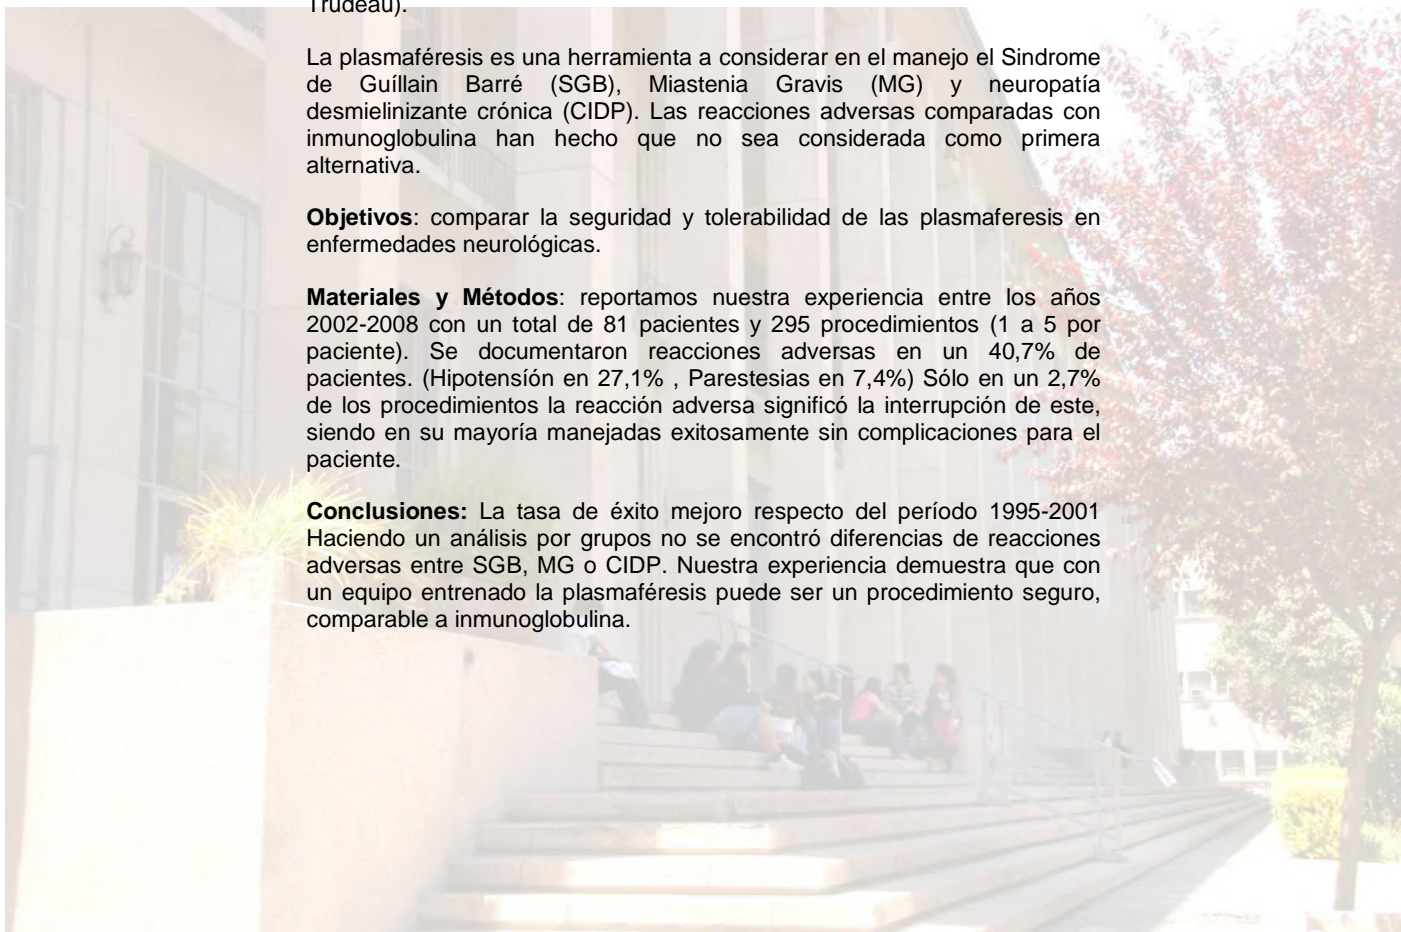 Trudeau).
La plasmaféresis es una herramienta a considerar en el manejo el Sindrome
de Guíllain Barré (SGB), Miastenia Gravis (MG) y neuropatía
desmielinizante crónica (CIDP). Las reacciones adversas comparadas con
inmunoglobulina han hecho que no sea considerada como primera
alternativa.
Objetivos: comparar la seguridad y tolerabilidad de las plasmaferesis en
enfermedades neurológicas.
Materiales y Métodos: reportamos nuestra experiencia entre los años
2002-2008 con un total de 81 pacientes y 295 procedimientos (1 a 5 por
paciente). Se documentaron reacciones adversas en un 40,7% de
pacientes. (Hipotensíón en 27,1% , Parestesias en 7,4%) Sólo en un 2,7%
de los procedimientos la reacción adversa significó la interrupción de este,
siendo en su mayoría manejadas exitosamente sin complicaciones para el
paciente.
Conclusiones: La tasa de éxito mejoro respecto del período 1995-2001
Haciendo un análisis por grupos no se encontró diferencias de reacciones
adversas entre SGB, MG o CIDP. Nuestra experiencia demuestra que con
un equipo entrenado la plasmaféresis puede ser un procedimiento seguro,
comparable a inmunoglobulina.